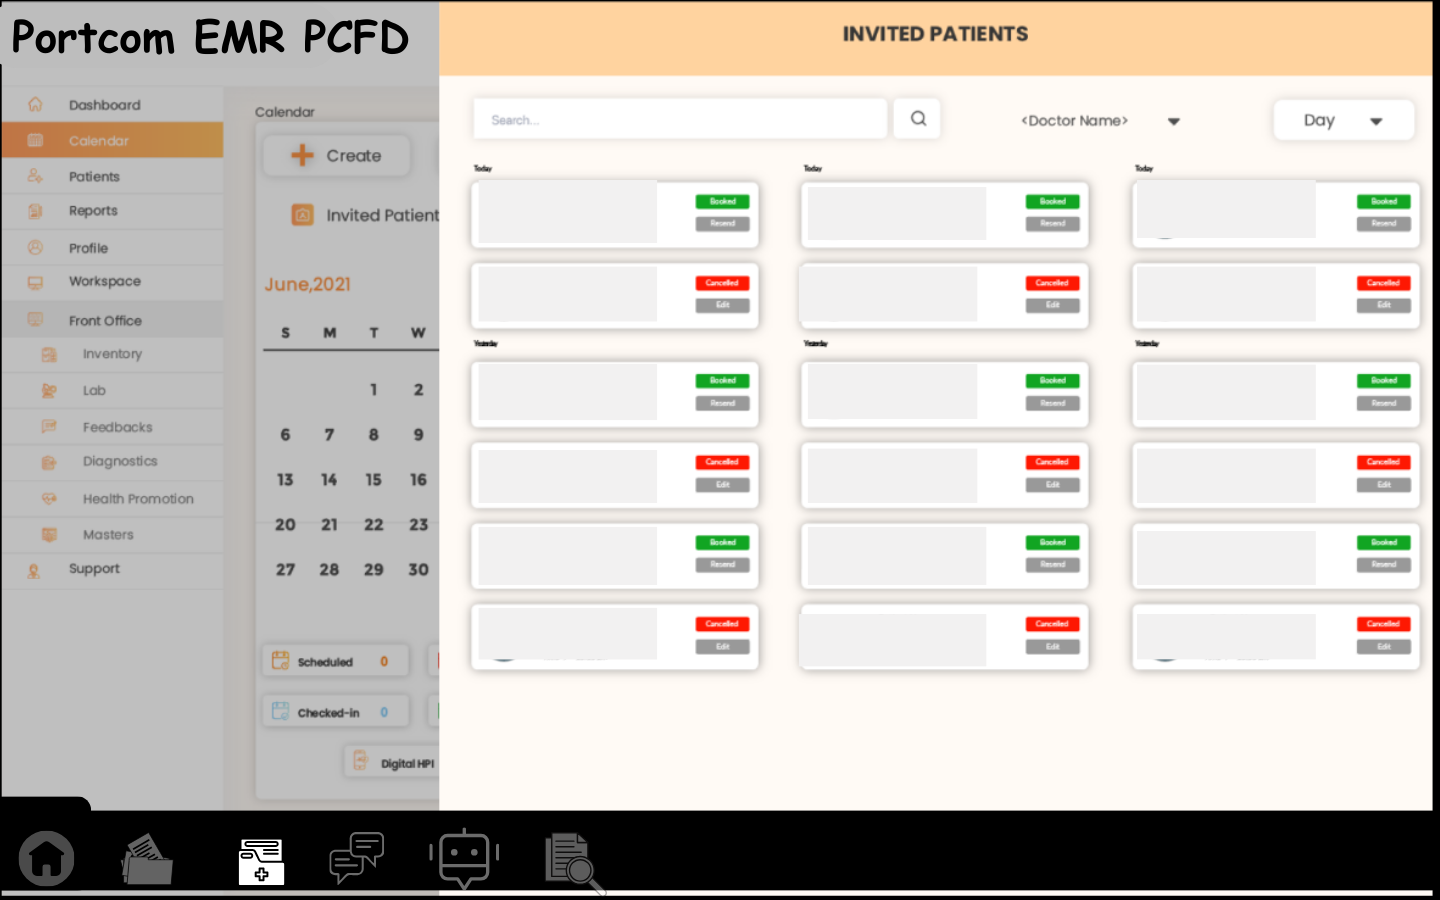 Portcom EMR PCFD
INVITED PATIENTS
Dashboard
Calendar
Patients
Reports
Profile
Workspace
Front Office
Inventory
Lab
Feedbacks
Diagnostics
Health Promotion
Masters
Support
Calendar
Create
Invited Patient
June,2021
S M T W
1 2
6 7 8 9
13 14 15 16
20 21 22 23
27 28 29 30
Scheduled 0
Checked-in 0
Digital HPI
Search...
<Doctor Name>
Day
Today Today Today
Booked Booked Booked
Resend Resend Resend
Cancelled Cancelled Cancelled
Edit Edit Edit
Yesterday Yesterday Yesterday
Booked Booked Booked
Resend Resend Resend
Cancelled Cancelled Cancelled
Edit Edit Edit
Booked Booked Booked
Resend Resend Resend
Cancelled Cancelled Cancelled
Edit Edit Edit